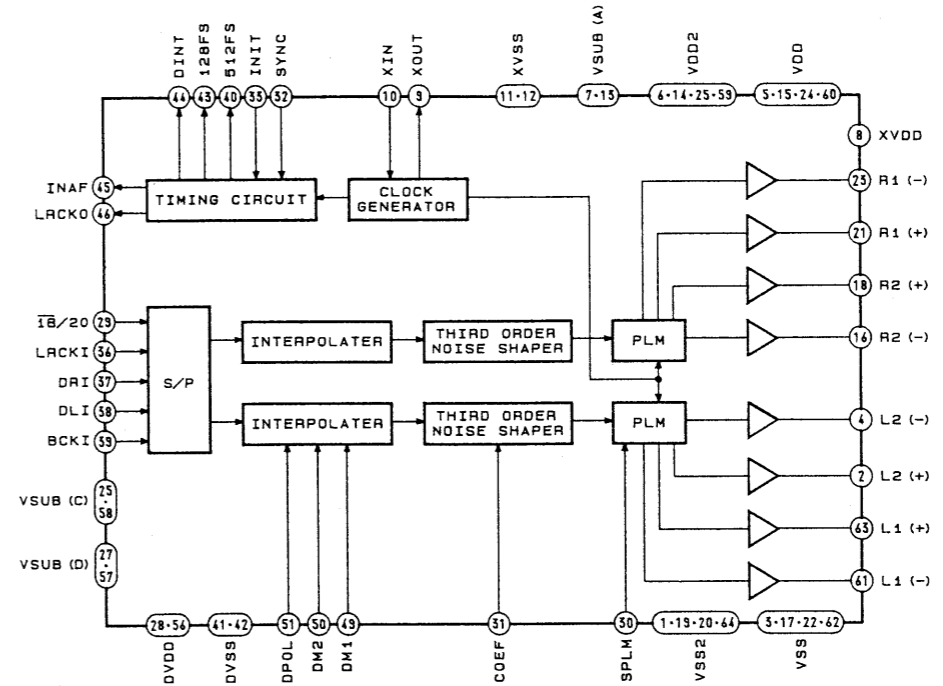 DINT
128FS
512FS
INIT
SYNC
XIN
XOUT
XVSS
VSUB (A)
VDD2
VDD
44
43
40
33
32
10
9
11·12
7·13
6·14·25·59
5·15·24·60
8 XVDD
INAF 45
LRCKO 46
TIMING CIRCUIT
CLOCK
GENERATOR
23 R1 (-)
21 R1 (+)
18 R2 (+)
16 R2 (-)
18/20 29
LRCKI 36
DRI 37
DLI 38
BCKI 39
S/P
INTERPOLATER
THIRD ORDER
NOISE SHAPER
PLM
INTERPOLATER
THIRD ORDER
NOISE SHAPER
PLM
4 L2 (-)
2 L2 (+)
63 L1 (+)
61 L1 (-)
VSUB (C) 25·58
VSUB (D) 27·57
28·56
41·42
51
50
49
31
30
1·19·20·64
3·17·22·62
DVDD
DVSS
DPOL
DM2
DM1
COEF
SPLM
VSS2
VSS